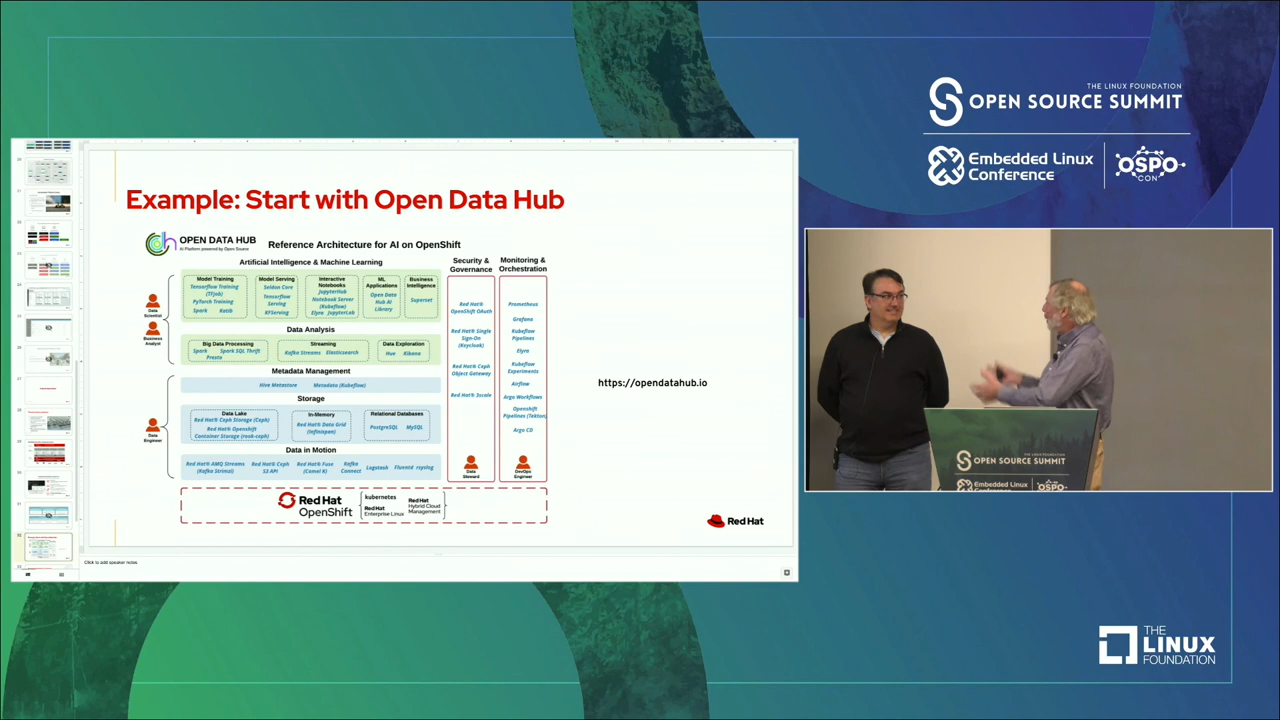 THE LINUX FOUNDATION
OPEN SOURCE SUMMIT
Embedded Linux
Conference
OSPO
CON
Example: Start with Open Data Hub
OPEN DATA HUB
AI Platform powered by Open Source
Reference Architecture for AI on OpenShift
Artificial Intelligence & Machine Learning
Security &
Governance
Monitoring &
Orchestration
Model Training
Tensorflow Training
(TFJob)
PyTorch Training
Spark Katib
Model Serving
Seldon Core
Tensorflow
Serving
KFServing
Interactive
Notebooks
JupyterHub
Notebook Server
(Kubeflow)
Elyra JupyterLab
ML
Applications
Open Data
Hub AI
Library
Business
Intelligence
Superset
Data
Scientist
Business
Analyst
Data Analysis
Big Data Processing
Spark Spark SQL Thrift
Presto
Streaming
Kafka Streams Elasticsearch
Data Exploration
Hue Kibana
Metadata Management
Hive Metastore Metadata (Kubeflow)
Storage
Data Lake
Red Hat® Ceph Storage (Ceph)
Red Hat® Openshift
Container Storage (rook-ceph)
In-Memory
Red Hat® Data Grid
(Infinispan)
Relational Databases
PostgreSQL MySQL
Data
Engineer
Data in Motion
Red Hat® AMQ Streams
(Kafka Strimzi)
Red Hat® Ceph
S3 API
Red Hat® Fuse
(Camel K)
Kafka
Connect
Logstash Fluentd rsyslog
Red Hat®
OpenShift OAuth
Red Hat® Single
Sign-On
(Keycloak)
Red Hat® Ceph
Object Gateway
Red Hat® 3scale
Data
Steward
Prometheus
Grafana
Kubeflow
Pipelines
Elyra
Kubeflow
Experiments
Airflow
Argo Workflows
Openshift
Pipelines (Tekton)
Argo CD
DevOps
Engineer
Red Hat
OpenShift
kubernetes
Red Hat
Enterprise Linux
Red Hat
Hybrid Cloud
Management
https://opendatahub.io
Red Hat
Click to add speaker notes
OPEN SOURCE SUMMIT
Embedded Linux
Conference
OSPO
THE
LINUX
FOUNDATION